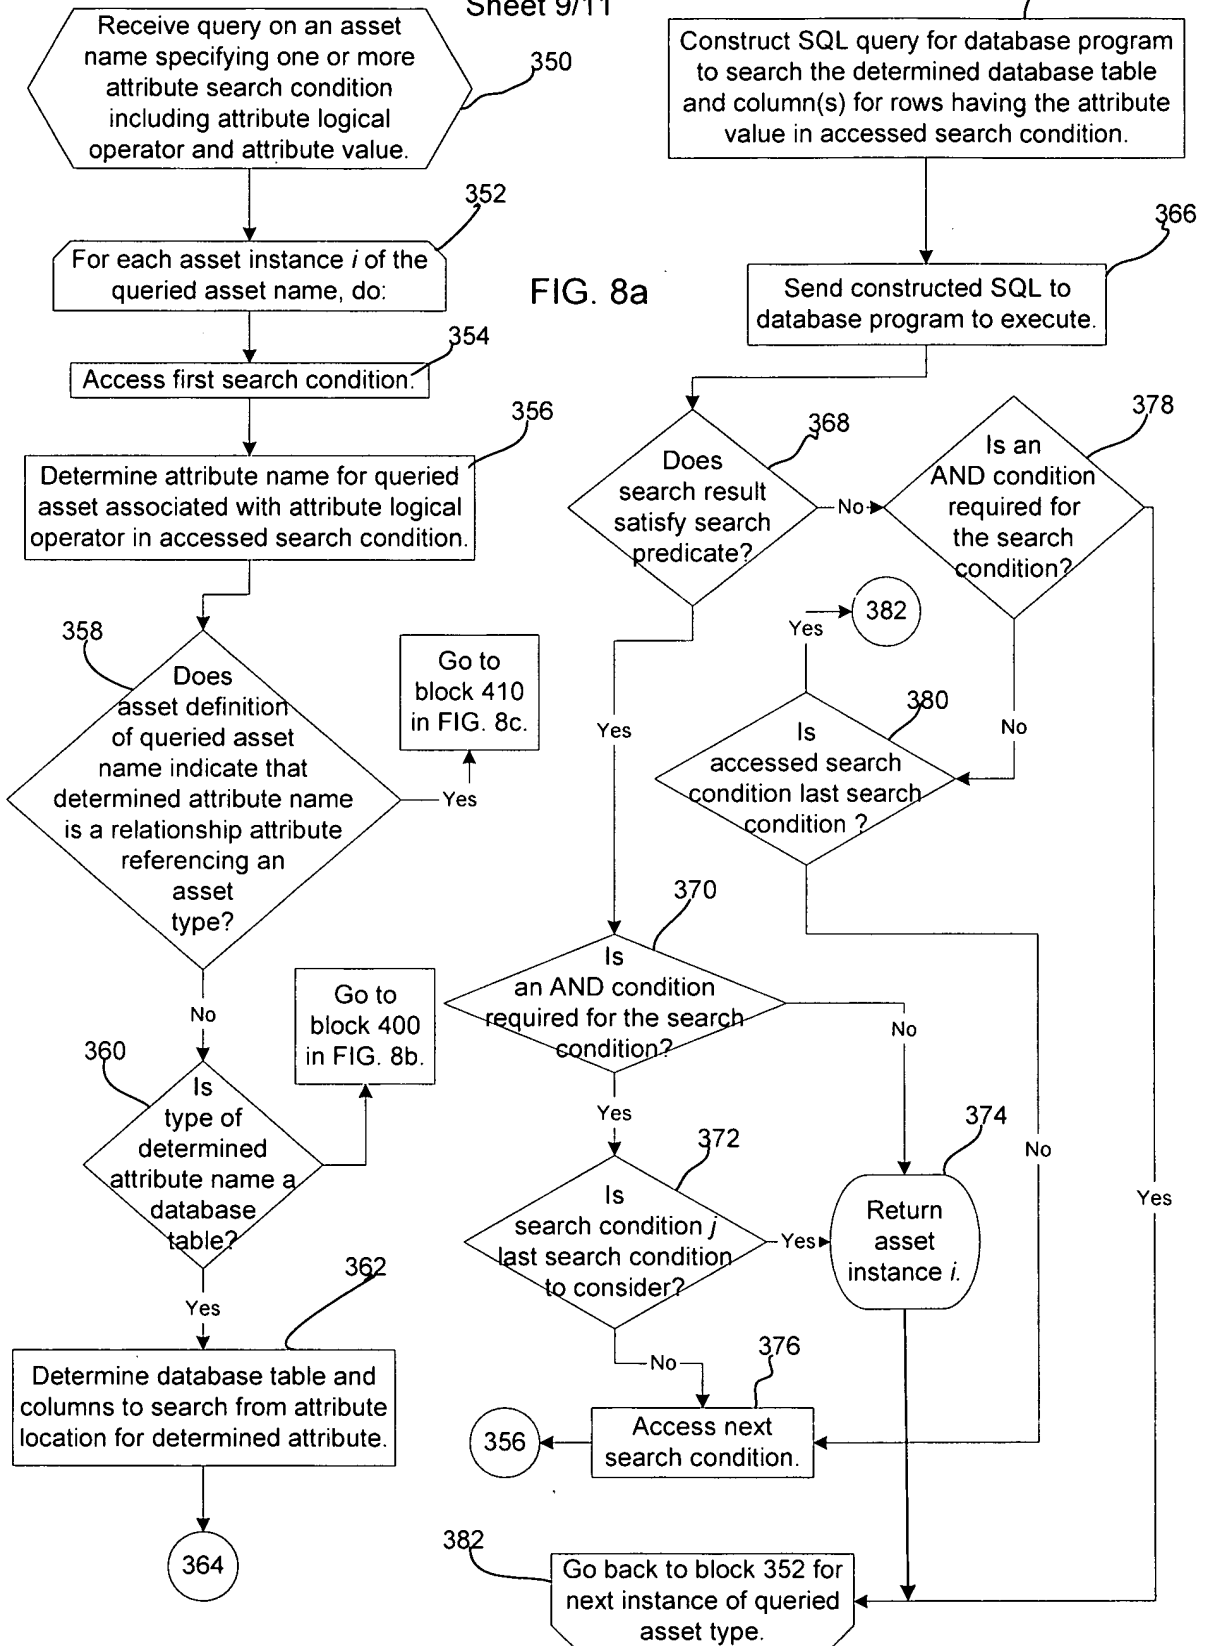 Sheet 9/11
Receive query on an asset
name specifying one or more
attribute search condition
including attribute logical
operator and attribute value.
350
352
For each asset instance i of the
queried asset name, do:
354
Access first search condition.
356
Determine attribute name for queried
asset associated with attribute logical
operator in accessed search condition.
358
Does
asset definition
of queried asset
name indicate that
determined attribute name
is a relationship attribute
referencing an
asset
type?
Yes
Go to
block 410
in FIG. 8c.
No
360
Is
type of
determined
attribute name a
database
table?
Go to
block 400
in FIG. 8b.
Yes
362
Determine database table and
columns to search from attribute
location for determined attribute.
364
FIG. 8a
Construct SQL query for database program
to search the determined database table
and column(s) for rows having the attribute
value in accessed search condition.
366
Send constructed SQL to
database program to execute.
368
Does
search result
satisfy search
predicate?
No
378
Is an
AND condition
required for
the search
condition?
382
Yes
No
380
Is
accessed search
condition last search
condition ?
Yes
370
Is
an AND condition
required for the search
condition?
No
Yes
372
Is
search condition j
last search condition
to consider?
Yes
374
Return
asset
instance i.
No
Yes
No
376
Access next
search condition.
356
382
Go back to block 352 for
next instance of queried
asset type.